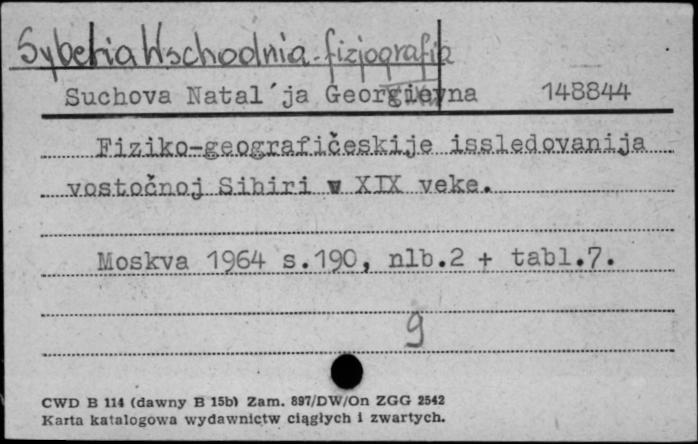 Syberia Wschodnia-fizjografia
Suchova Natal´ja Georgievna 148844
Fiziko-geografičeskije issledovanija
vostočnoj Sibiri v XIX veke.
Moskva 1964 s.190, nlb.2 + tabl.7.
9
CWD B 114 (dawny B 15b) Zam. 897/DW/On ZGG 2542
Karta katalogowa wydawnictw ciągłych i zwartych.